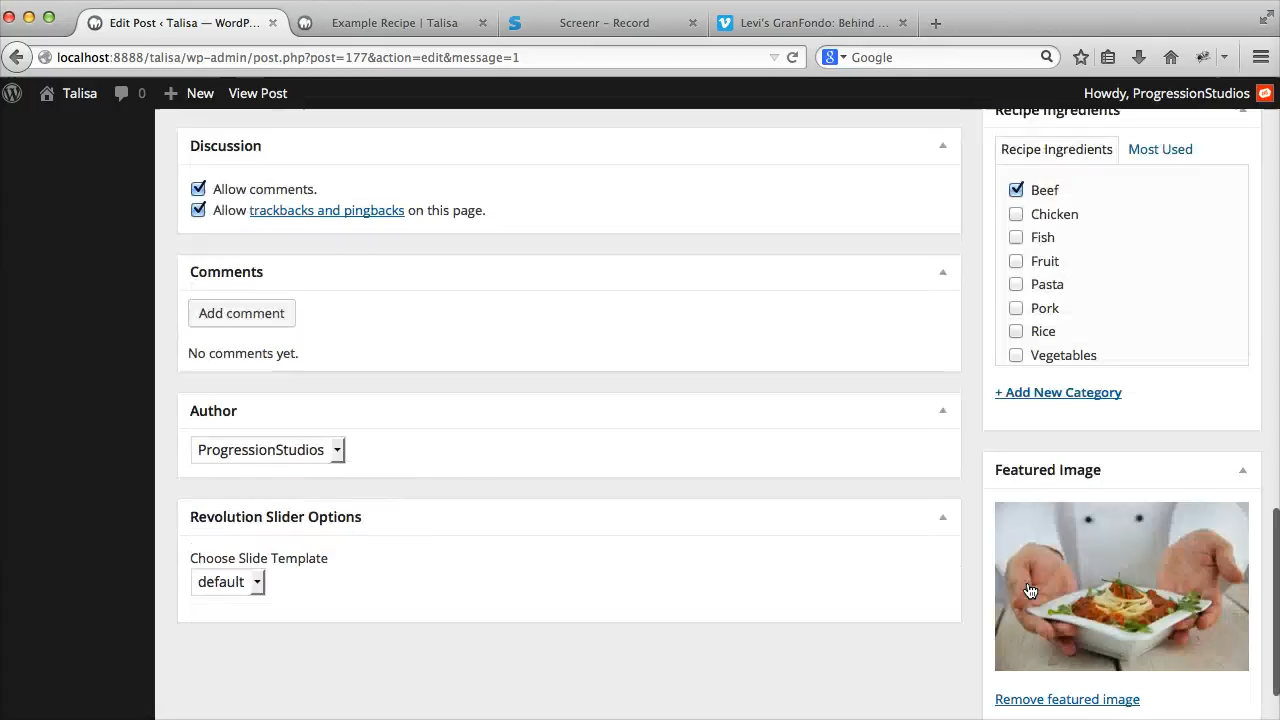 Edit Post ‹ Talisa — WordP...
Example Recipe | Talisa
Screenr - Record
Levi's GranFondo: Behind ...
localhost:8888/talisa/wp-admin/post.php?post=177&action=edit&message=1
Google
Talisa
0
New
View Post
Howdy, ProgressionStudios
Recipe Ingredients
Discussion
Recipe Ingredients
Most Used
Allow comments.
Beef
Allow trackbacks and pingbacks on this page.
Chicken
Fish
Fruit
Comments
Pasta
Add comment
Pork
Rice
No comments yet.
Vegetables
+ Add New Category
Author
ProgressionStudios
Featured Image
Revolution Slider Options
Choose Slide Template
default
Remove featured image